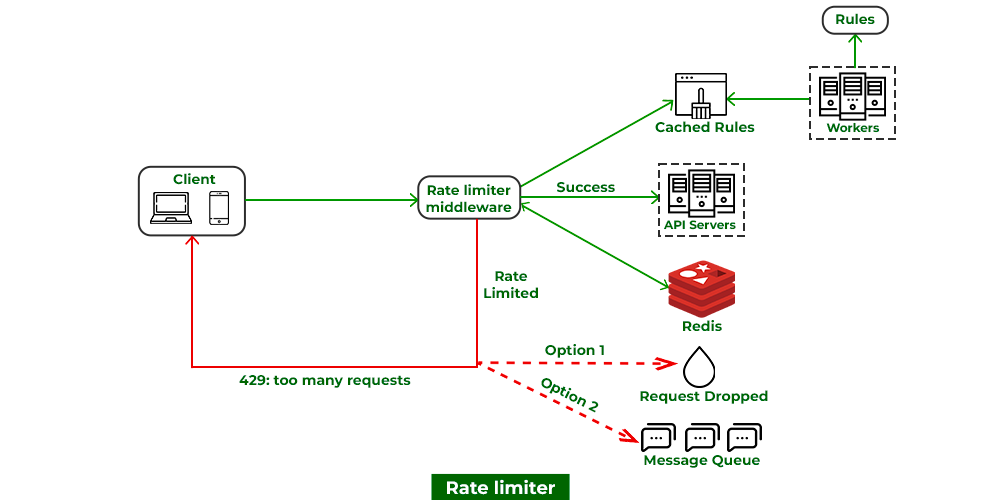 Rules
Cached Rules
Workers
Client
Rate limiter
middleware
Success
API Servers
Rate
Limited
Redis
Option 1
429: too many requests
Option 2
Request Dropped
Message Queue
Rate limiter